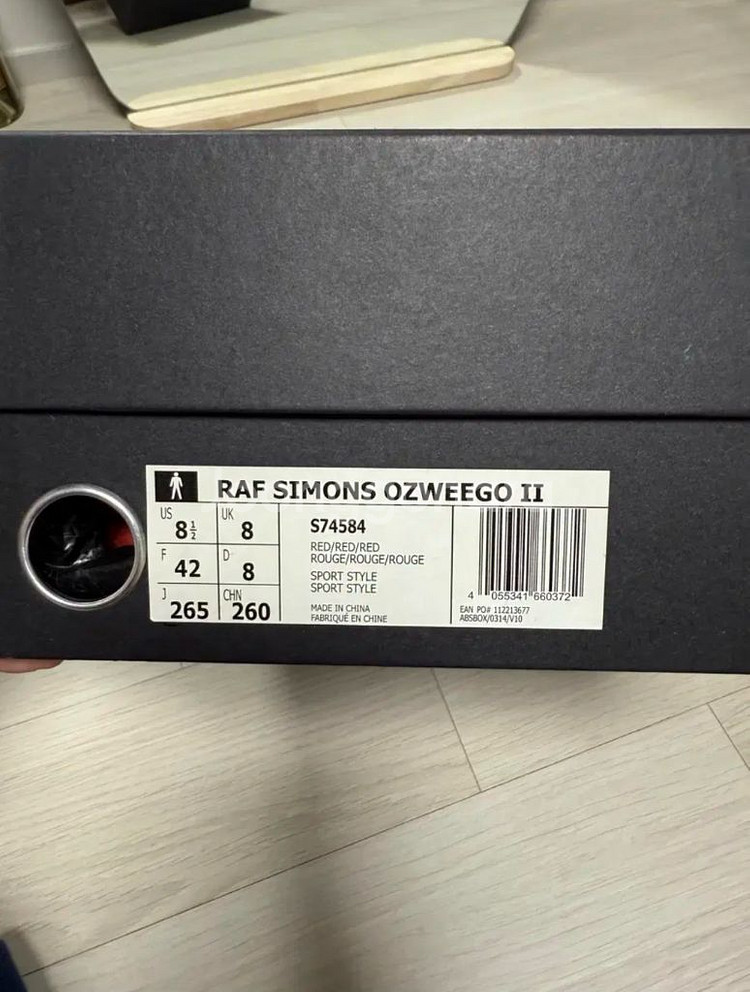 RAF SIMONS OZWEEGO II
US 8½ UK 8
F 42 D 8
J 265 CHN 260
S74584
RED/RED/RED
ROUGE/ROUGE/ROUGE
SPORT STYLE
SPORT STYLE
MADE IN CHINA
FABRIQUÉ EN CHINE
4 055341 660372
EAN PO# 112213677
ABSBOX/0314/V10